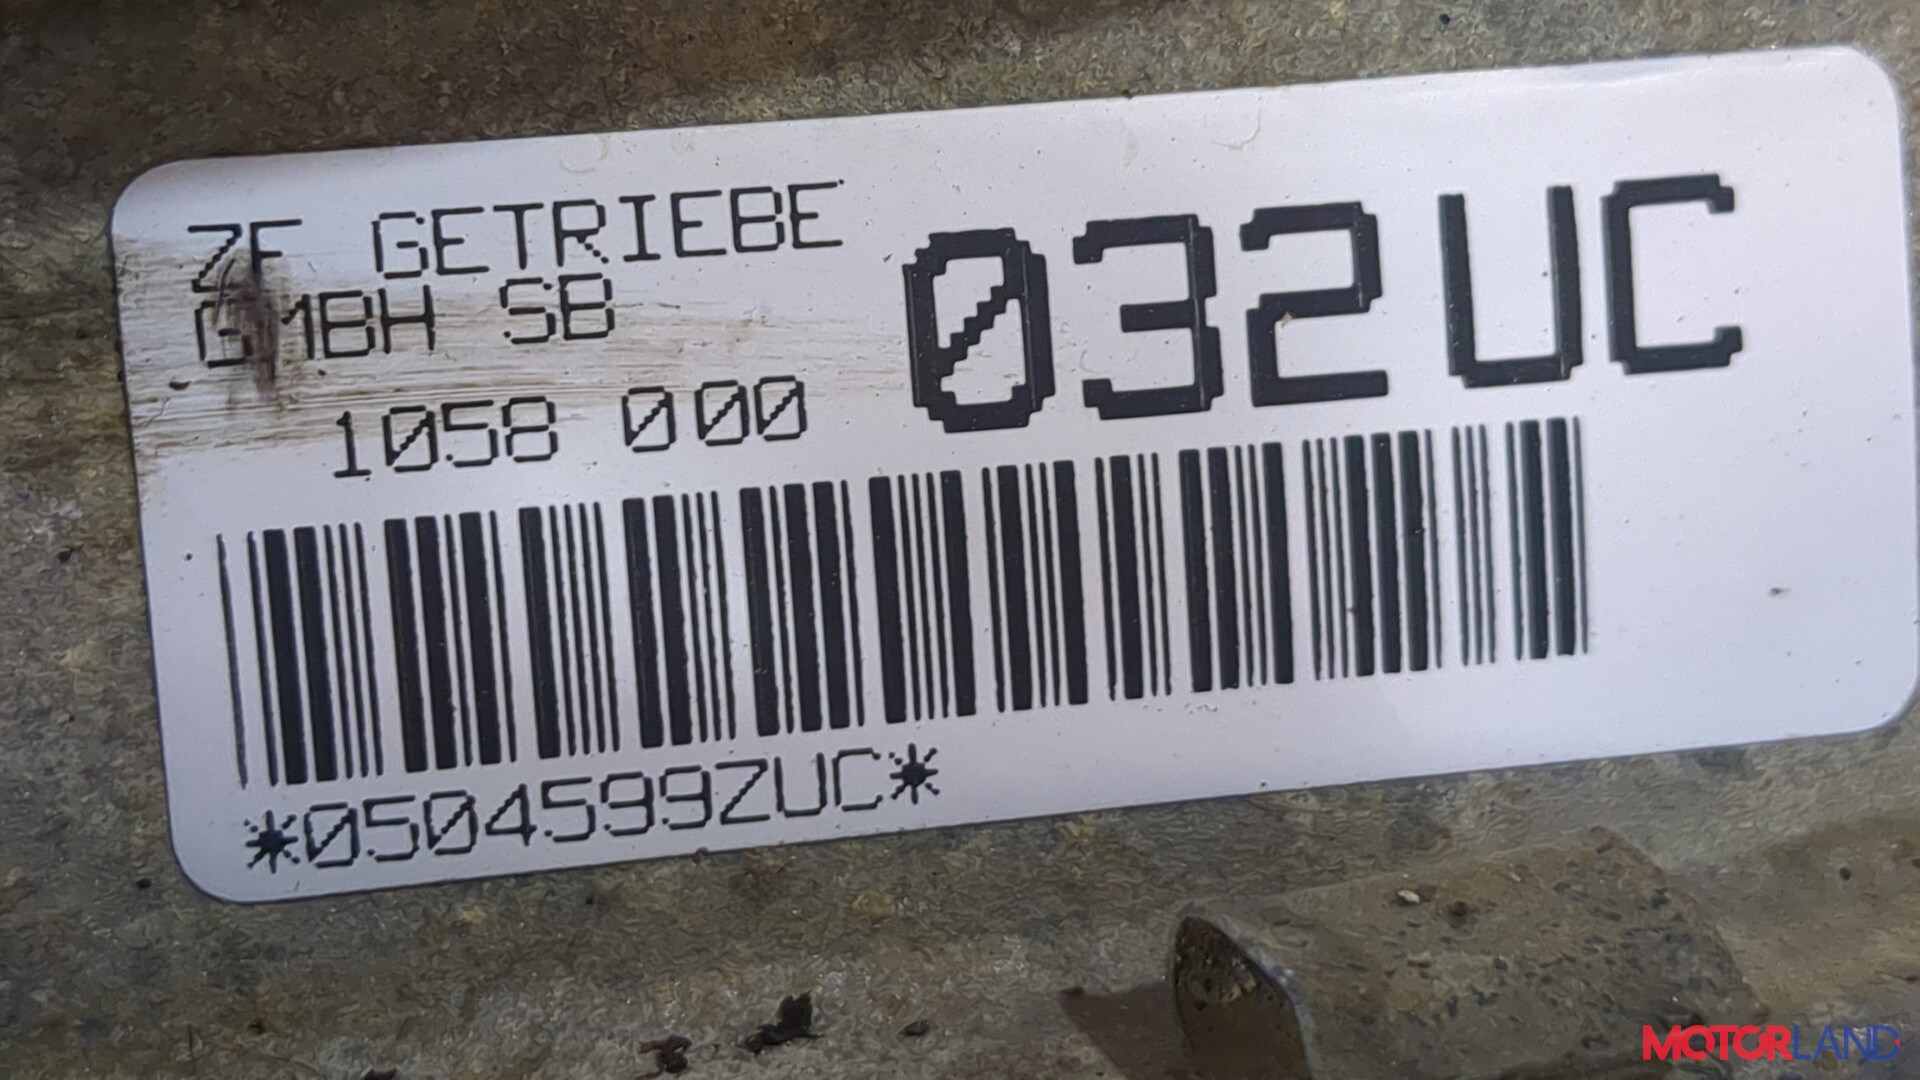 ZF GETRIEBE
GMBH SB
032UC
1058 000
*0504599ZUC*
MOTORLAND